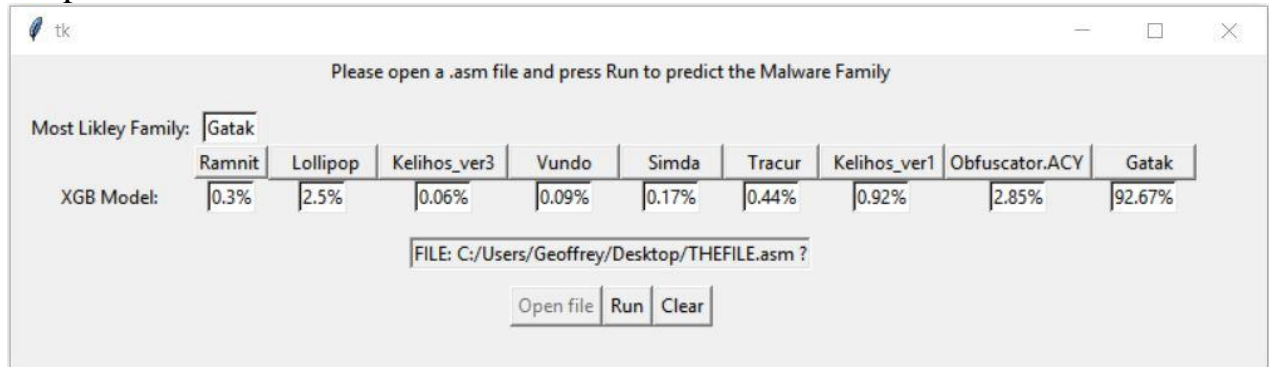 tk
Please open a .asm file and press Run to predict the Malware Family
Most Likley Family: Gatak
Ramnit Lollipop Kelihos_ver3 Vundo Simda Tracur Kelihos_ver1 Obfuscator.ACY Gatak
XGB Model: 0.3% 2.5% 0.06% 0.09% 0.17% 0.44% 0.92% 2.85% 92.67%
FILE: C:/Users/Geoffrey/Desktop/THEFILE.asm ?
Open file Run Clear